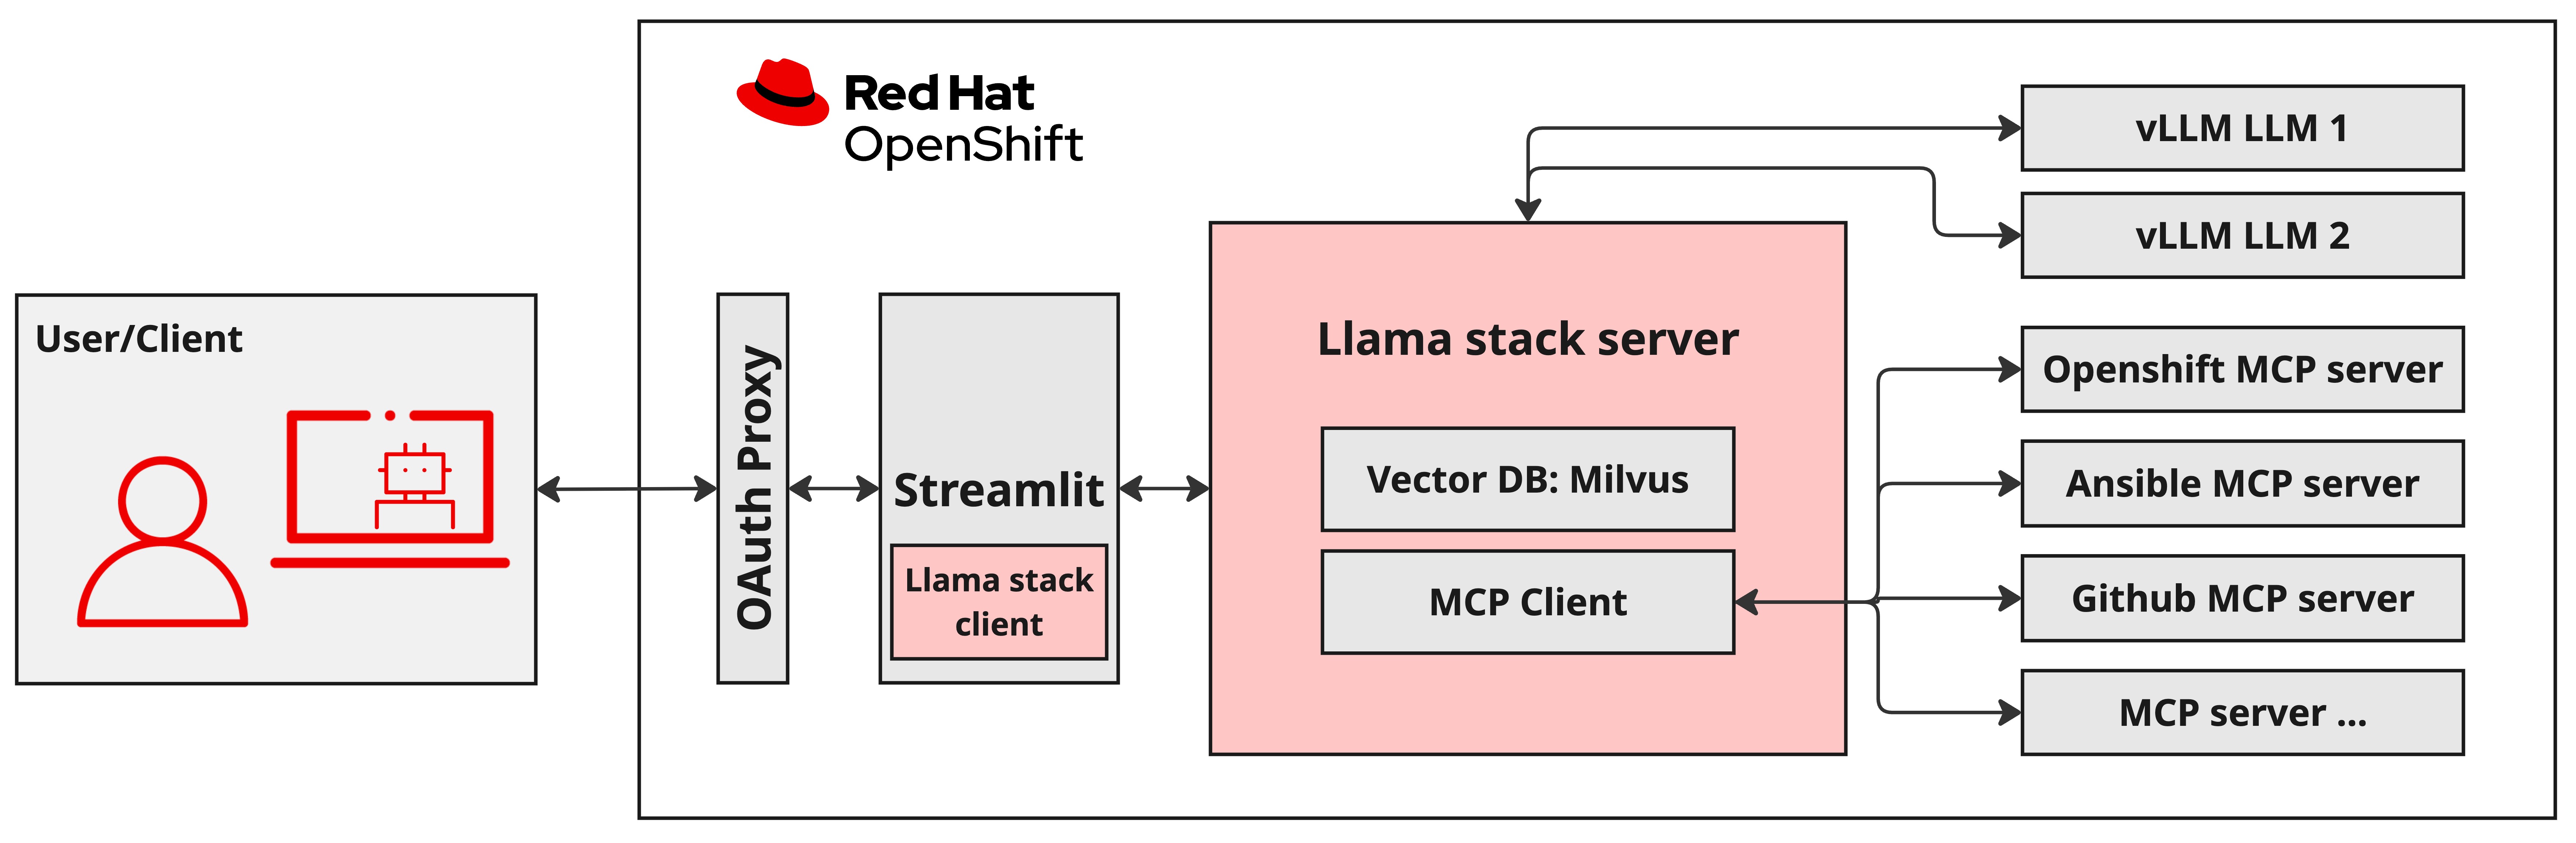 Red Hat
OpenShift
User/Client
OAuth Proxy
Streamlit
Llama stack
client
Llama stack server
Vector DB: Milvus
MCP Client
vLLM LLM 1
vLLM LLM 2
Openshift MCP server
Ansible MCP server
Github MCP server
MCP server ...